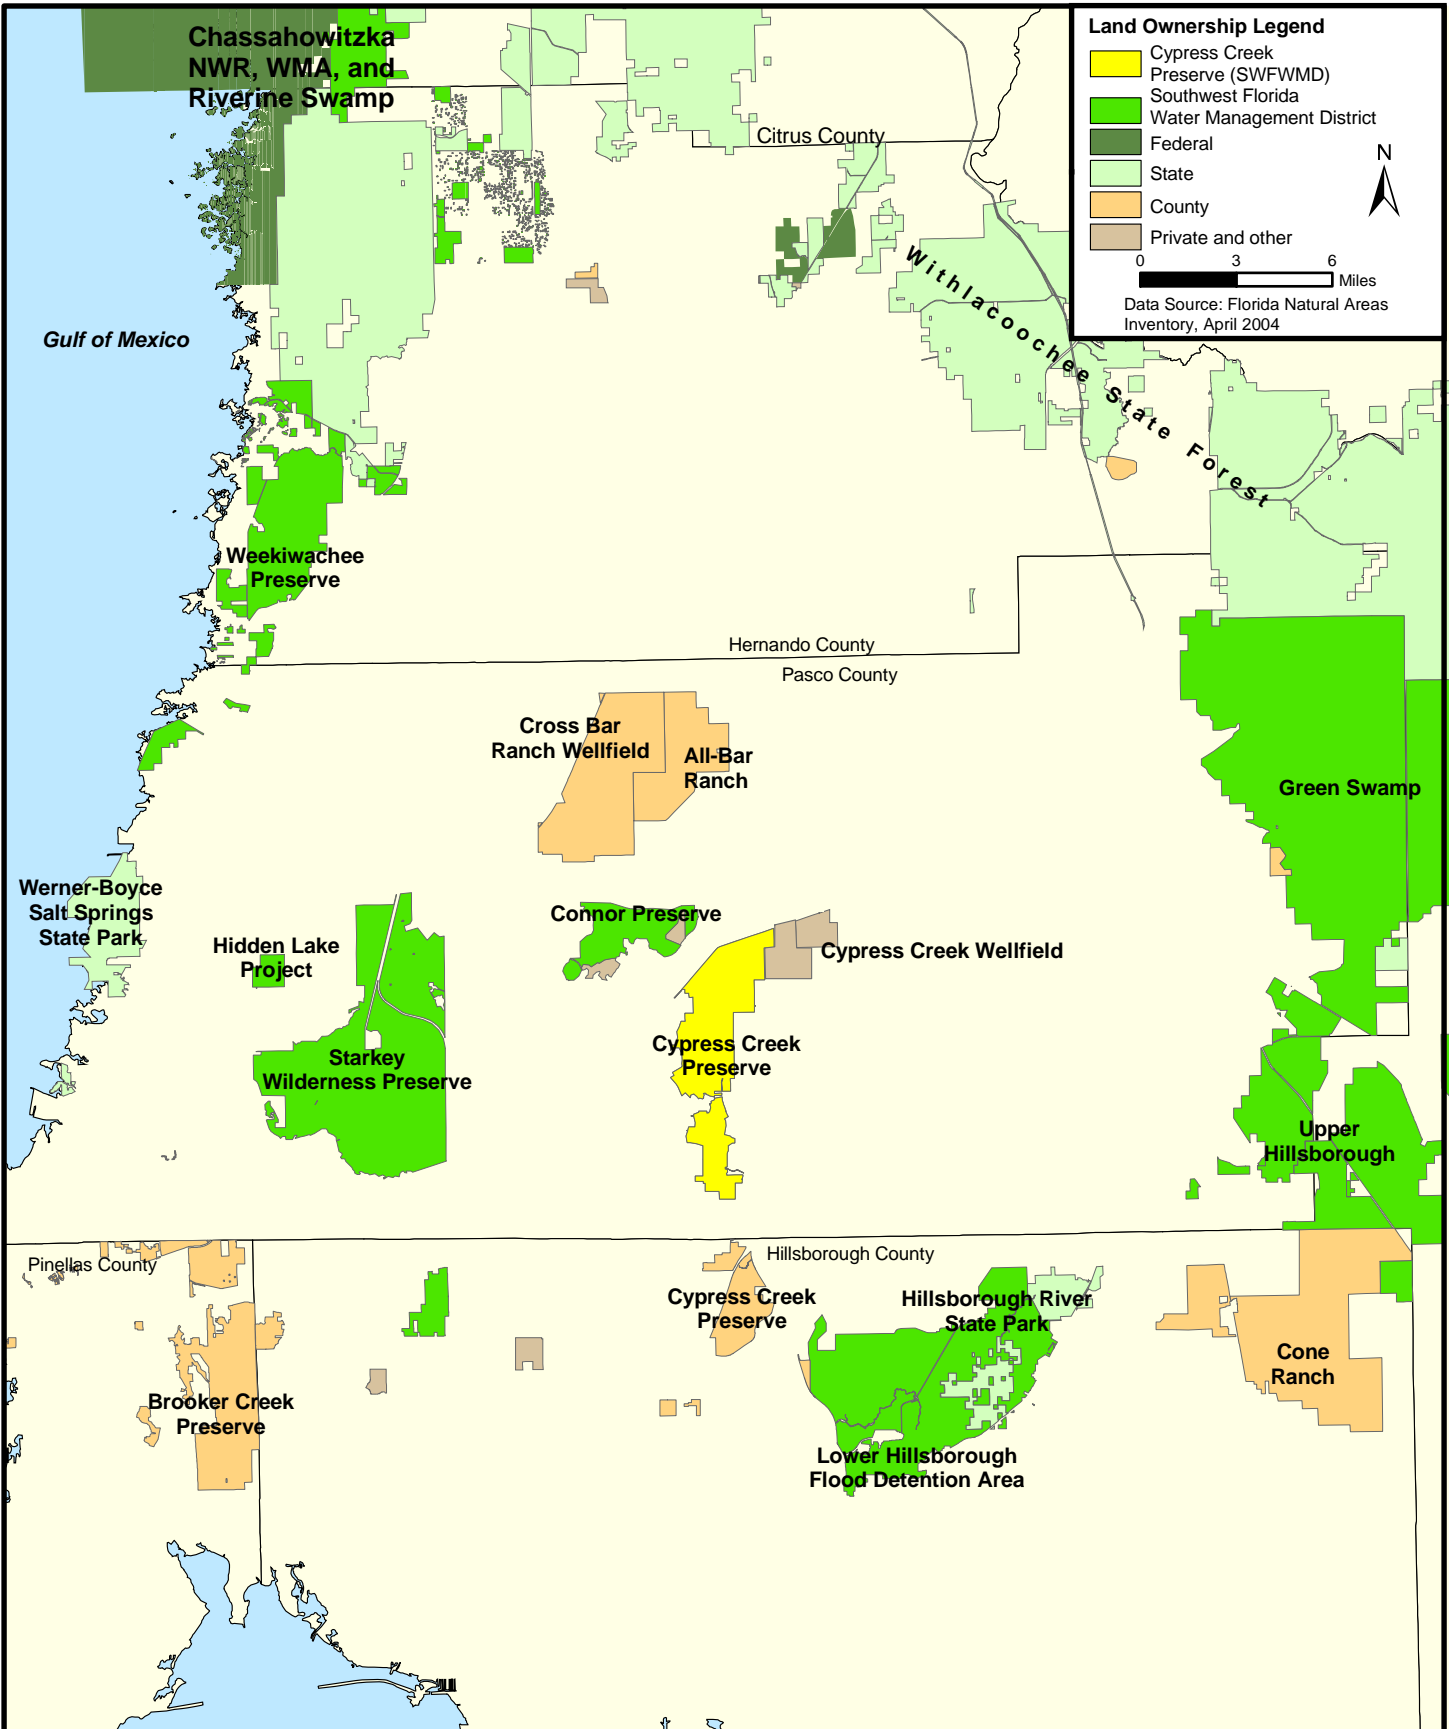 Chassahowitzka
NWR, WMA, and
Riverine Swamp
Land Ownership Legend
Cypress Creek
Preserve (SWFWMD)
Southwest Florida
Water Management District
Federal
State
County
Private and other
N
0 3 6
Miles
Data Source: Florida Natural Areas
Inventory, April 2004
Citrus County
Withlacoochee State Forest
Gulf of Mexico
Weekiwachee
Preserve
Hernando County
Pasco County
Cross Bar
Ranch Wellfield
All-Bar
Ranch
Green Swamp
Werner-Boyce
Salt Springs
State Park
Hidden Lake
Project
Connor Preserve
Cypress Creek Wellfield
Starkey
Wilderness Preserve
Cypress Creek
Preserve
Upper
Hillsborough
Pinellas County
Hillsborough County
Cypress Creek
Preserve
Hillsborough River
State Park
Cone
Ranch
Brooker Creek
Preserve
Lower Hillsborough
Flood Detention Area